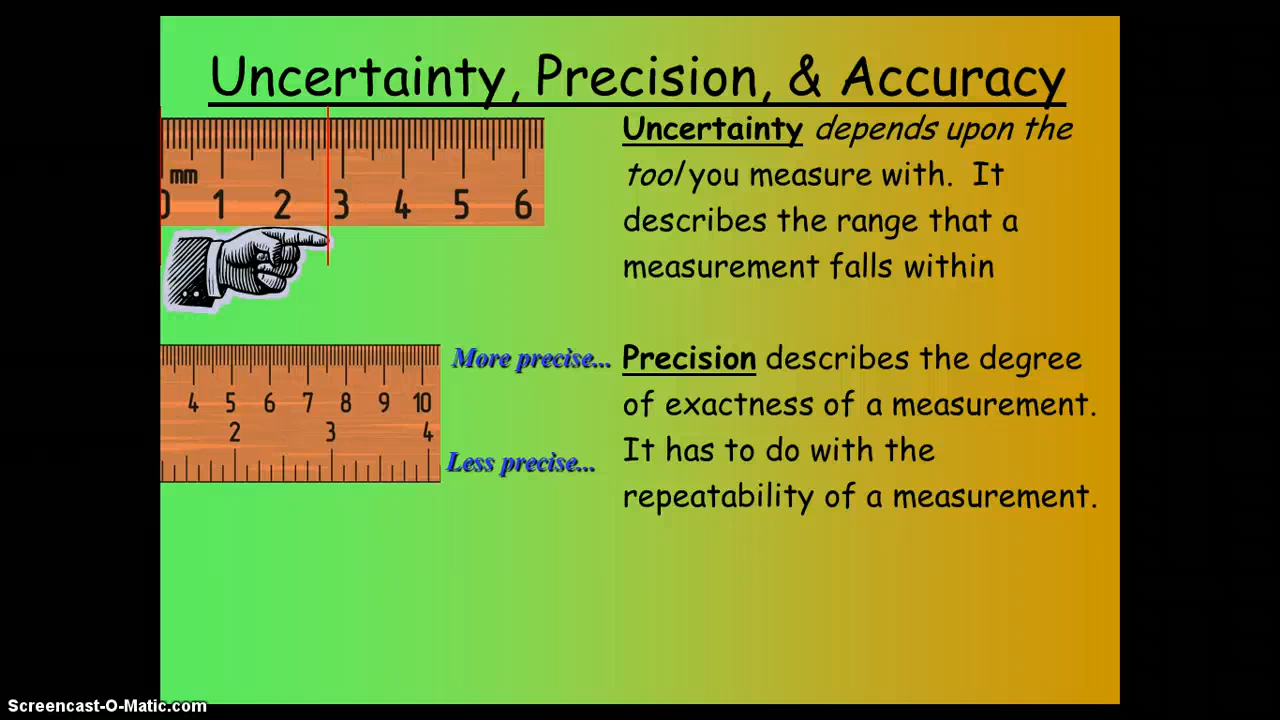 Uncertainty, Precision, & Accuracy
Uncertainty depends upon the
tool you measure with. It
describes the range that a
measurement falls within
mm
0 1 2 3 4 5 6
More precise...
Precision describes the degree
of exactness of a measurement.
It has to do with the
repeatability of a measurement.
4 5 6 7 8 9 10
2 3 4
Less precise...
Screencast-O-Matic.com